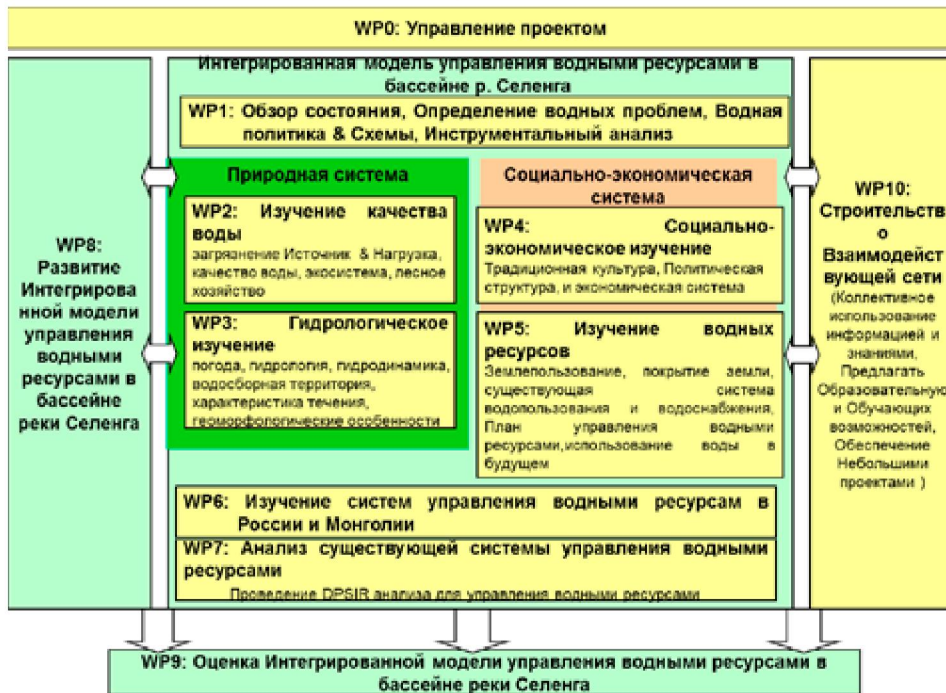 WP0: Управление проектом
Интегрированная модель управления водными ресурсами в
бассейне р. Селенга
WP1: Обзор состояния, Определение водных проблем, Водная
политика & Схемы, Инструментальный анализ
WP8:
Развитие
Интегрирова
нной модели
управления
водными
ресурсами в
бассейне
реки Селенга
Природная система
WP2: Изучение качества
воды
загрязнение Источник & Нагрузка,
качество воды, экосистема, лесное
хозяйство
WP3: Гидрологическое
изучение
погода, гидрология, гидродинамика,
водосборная территория,
характеристика течения,
геоморфологические особенности
Социально-экономическая
система
WP4: Социально-
экономическое изучение
Традиционная культура, Политическая
структура, и экономическая система
WP5: Изучение водных
ресурсов
Землепользование, покрытие земли,
существующая система
водопользования и водоснабжения,
План управления водными
ресурсами,использование воды в
будущем
WP10:
Строительств
о
Взаимодейст
вующей сети
(Коллективное
использование
информацией и
знаниями,
Предлагать
Образовательную
и Обучающих
возможностей,
Обеспечение
Небольшими
проектами )
WP6: Изучение систем управления водными ресурсам в
России и Монголии
WP7: Анализ существующей системы управления водными
ресурсами
Проведение DPSIR анализа для управления водными ресурсами
WP9: Оценка Интегрированной модели управления водными ресурсами в
бассейне реки Селенга